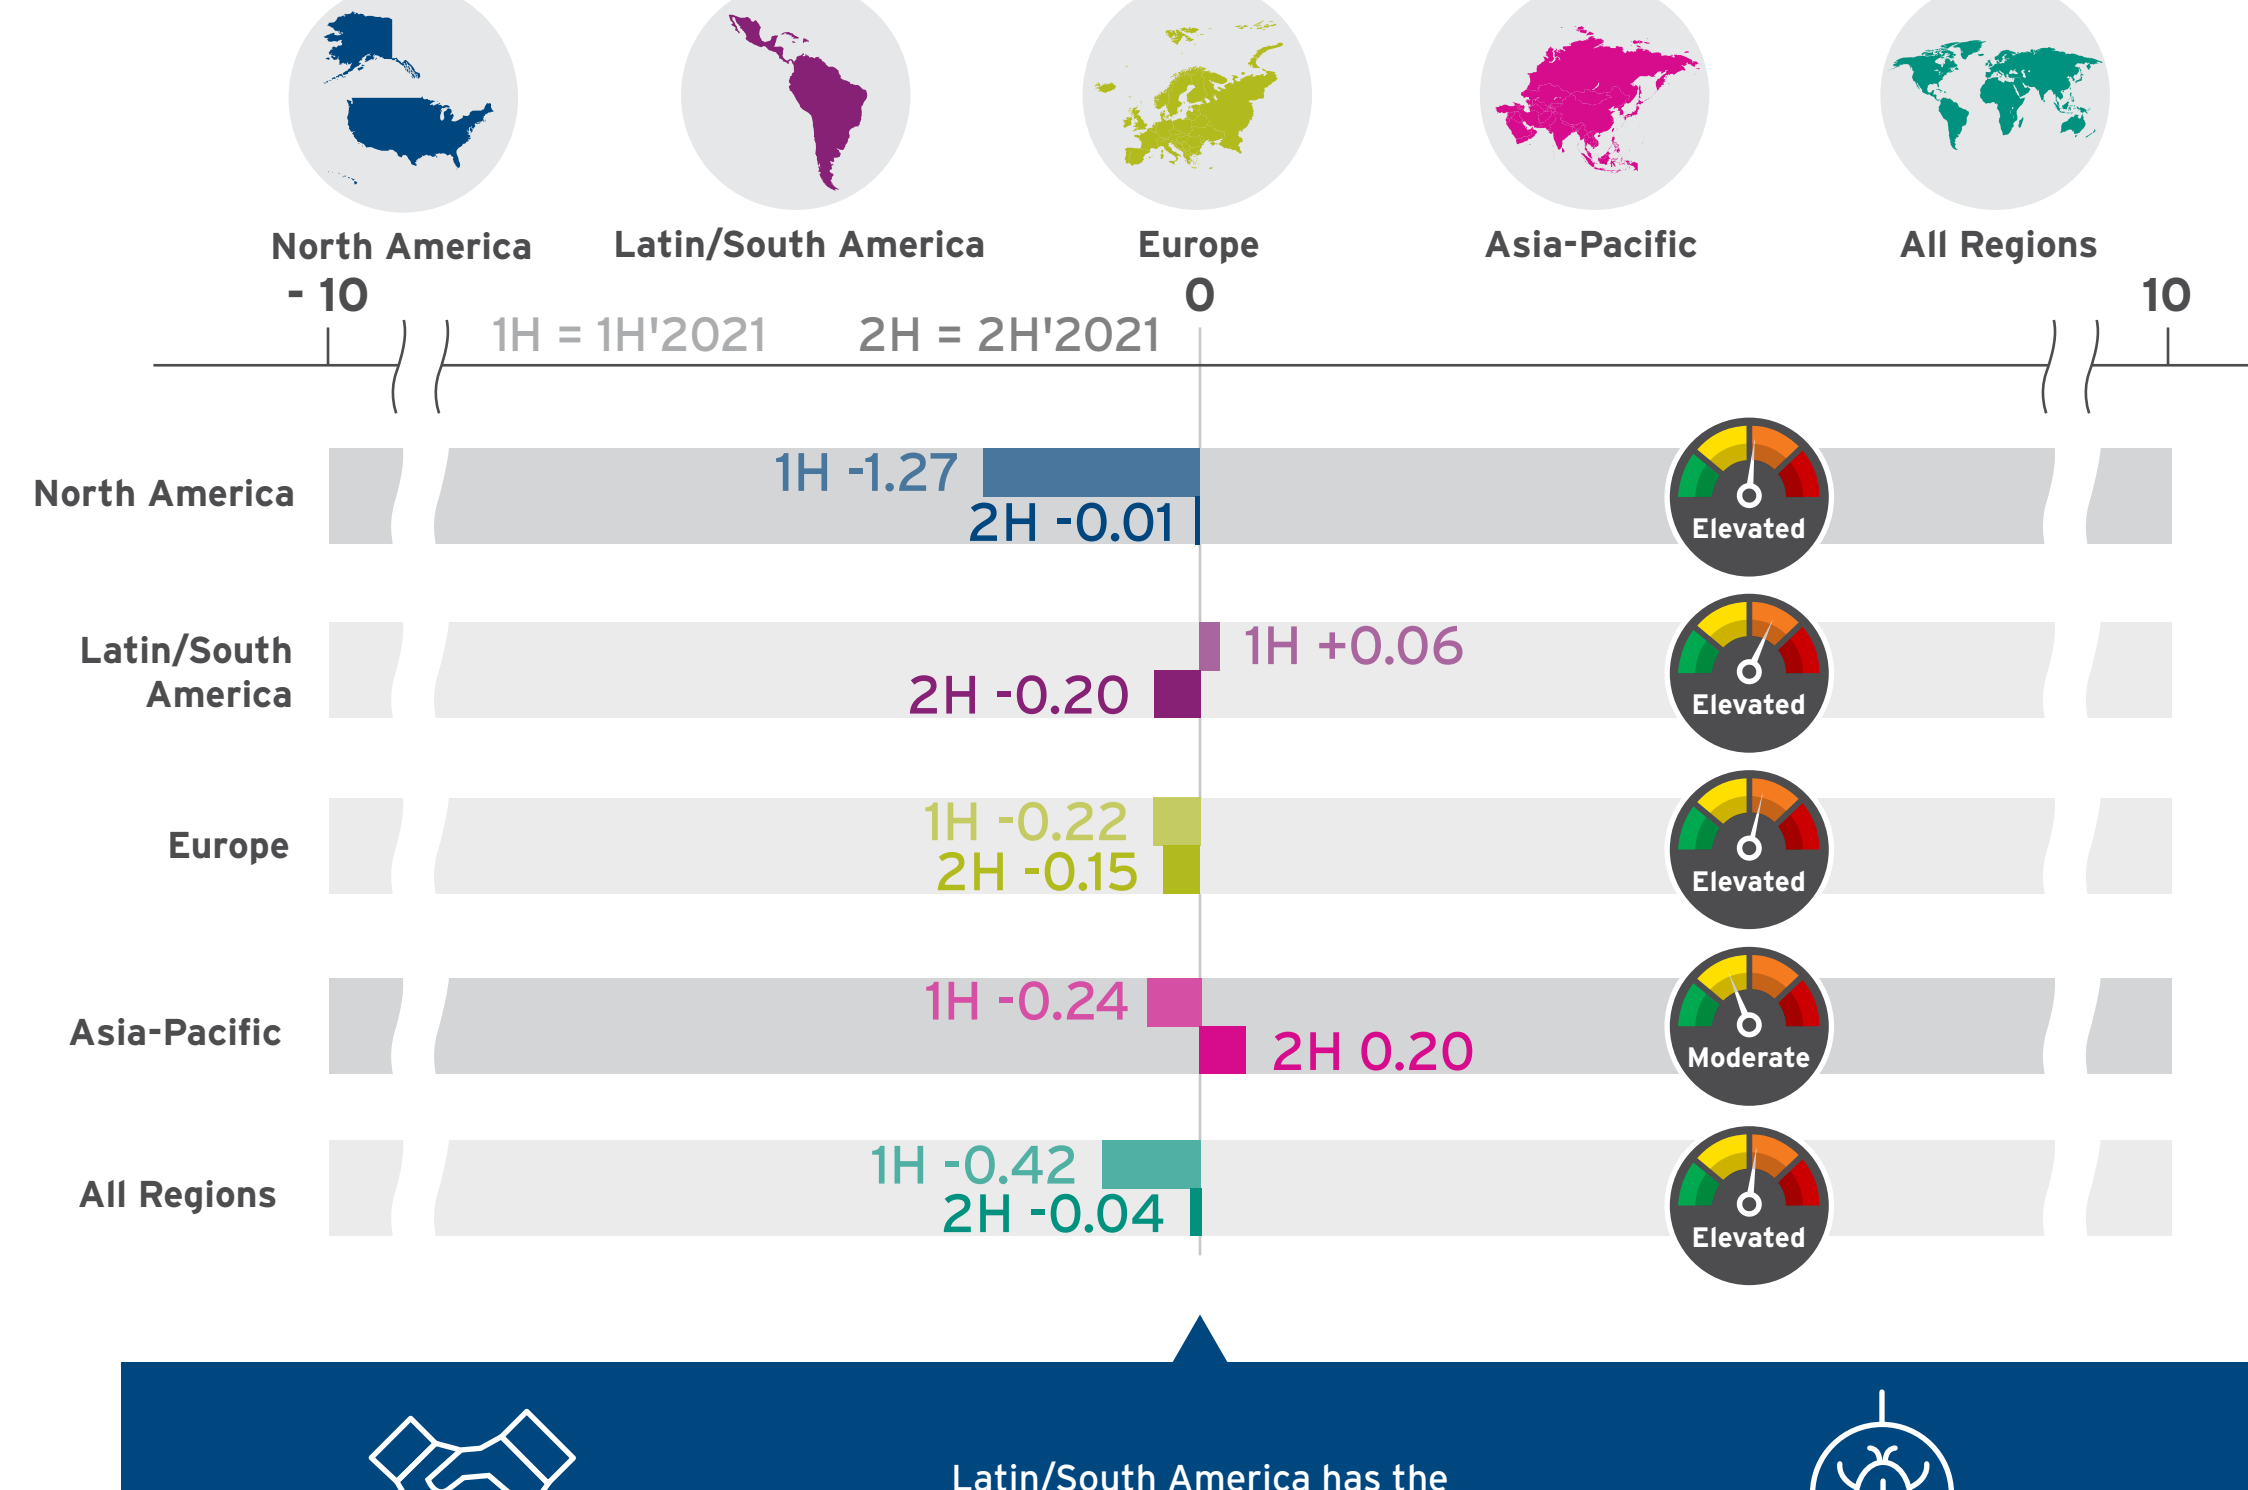 North America
Latin/South America
Europe
Asia-Pacific
All Regions
- 10
0
10
1H = 1H'2021
2H = 2H'2021
North America
1H -1.27
2H -0.01
Elevated
Latin/South
America
1H +0.06
2H -0.20
Elevated
Europe
1H -0.22
2H -0.15
Elevated
Asia-Pacific
1H -0.24
2H 0.20
Moderate
All Regions
1H -0.42
2H -0.04
Elevated
Latin/South America has the